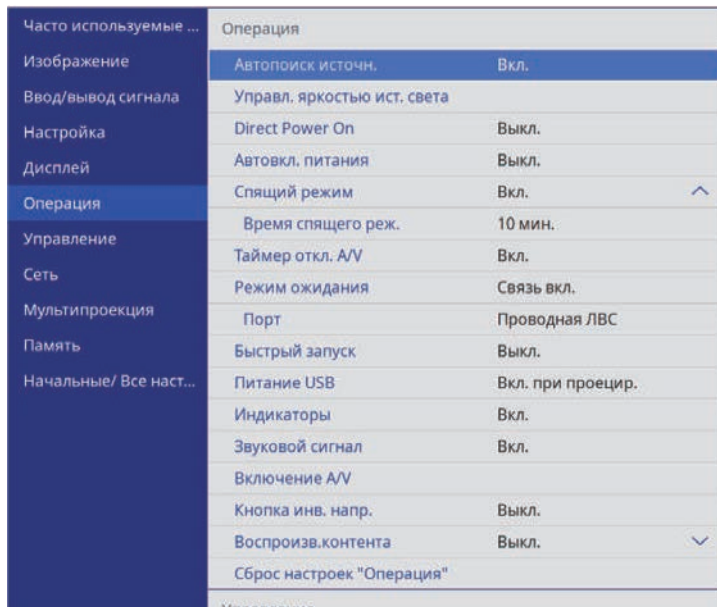 Часто используемые ...
Изображение
Ввод/вывод сигнала
Настройка
Дисплей
Операция
Управление
Сеть
Мультипроекция
Память
Начальные/ Все наст...
Операция
Автопоиск источн. Вкл.
Управл. яркостью ист. света
Direct Power On Выкл.
Автовкл. питания Выкл.
Спящий режим Вкл.
Время спящего реж. 10 мин.
Таймер откл. A/V Вкл.
Режим ожидания Связь вкл.
Порт Проводная ЛВС
Быстрый запуск Выкл.
Питание USB Вкл. при проецир.
Индикаторы Вкл.
Звуковой сигнал Вкл.
Включение A/V
Кнопка инв. напр. Выкл.
Воспроизв.контента Выкл.
Сброс настроек "Операция"